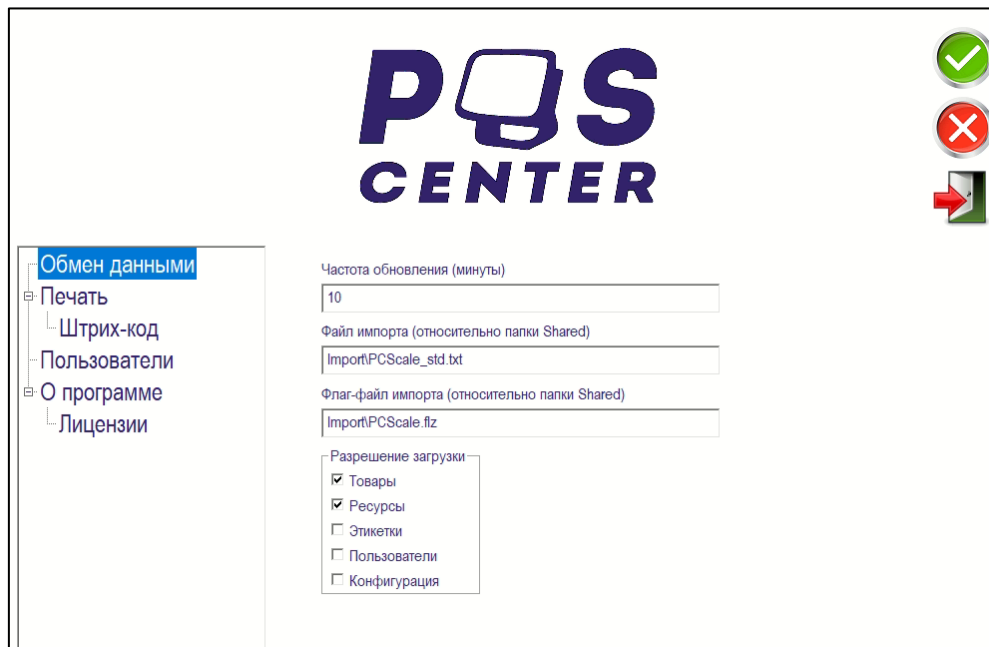 POS
CENTER
Обмен данными
Печать
Штрих-код
Пользователи
О программе
Лицензии
Частота обновления (минуты)
10
Файл импорта (относительно папки Shared)
Import\PCScale_std.txt
Флаг-файл импорта (относительно папки Shared)
Import\PCScale.flz
Разрешение загрузки
Товары
Ресурсы
Этикетки
Пользователи
Конфигурация